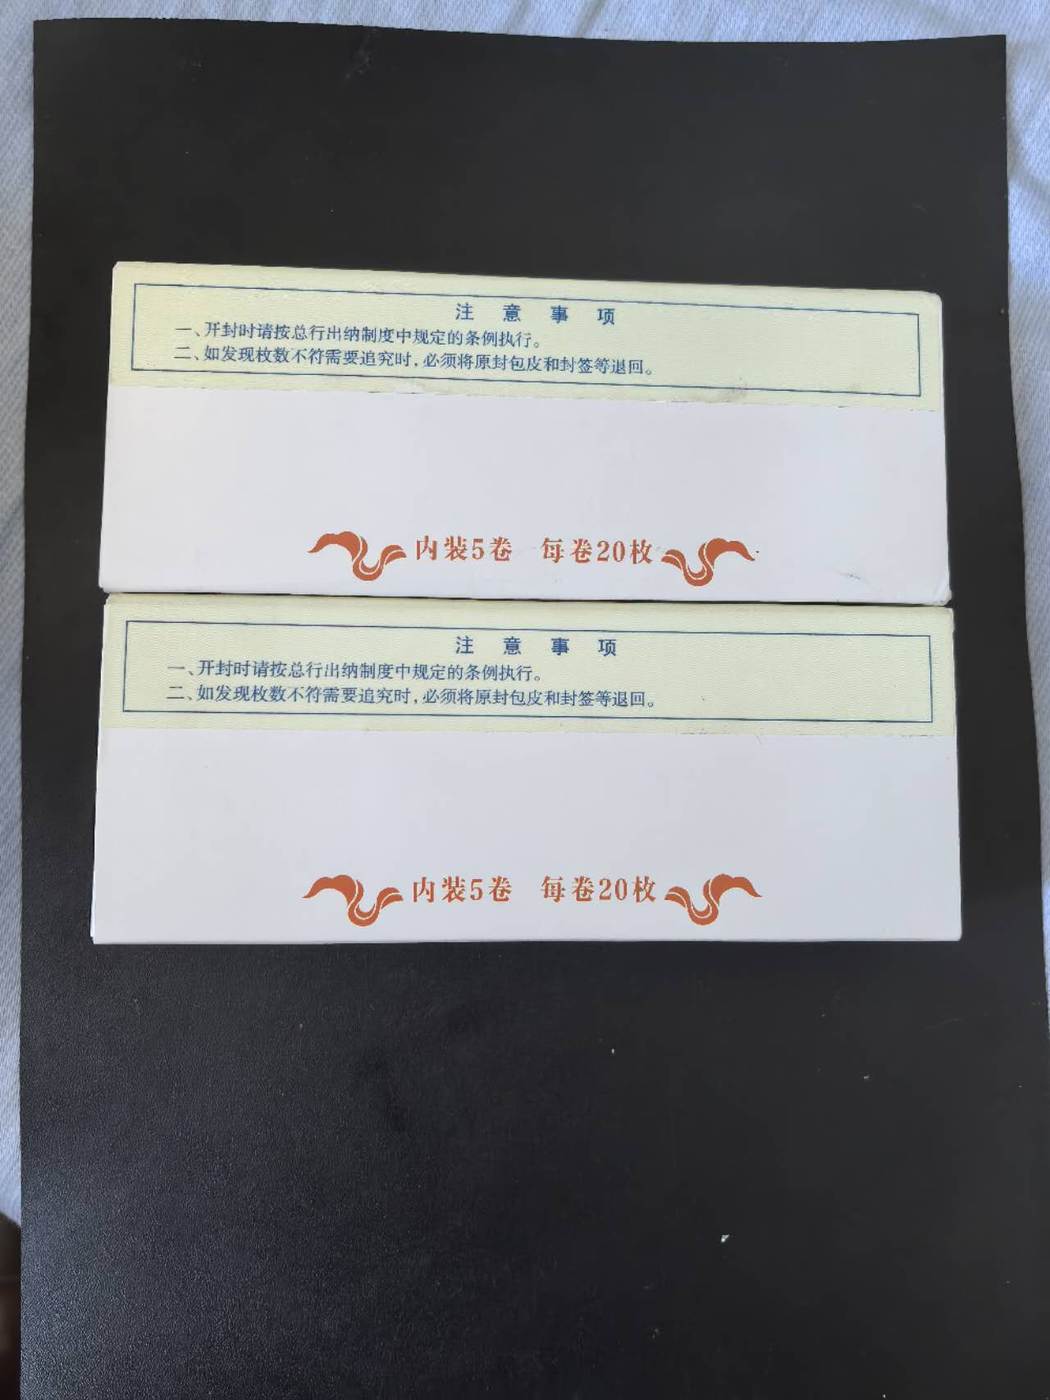 注意事项
一、开封时请按总行出纳制度中规定的条例执行。
二、如发现枚数不符需要追究时，必须将原封包皮和封签等退回。
内装5卷 每卷20枚
注意事项
一、开封时请按总行出纳制度中规定的条例执行。
二、如发现枚数不符需要追究时，必须将原封包皮和封签等退回。
内装5卷 每卷20枚